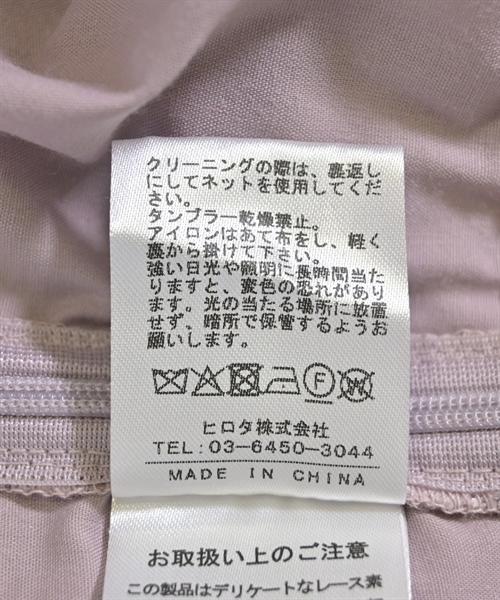 クリーニングの際は、裏返し
にしてネットを使用してくだ
さい。
タンブラー乾燥禁止。
アイロンはあて布をし、軽く
裏から掛けて下さい。
強い日光や照明に長時間当た
りますと、変色の恐れがあり
ます。光の当たる場所に放置
せず、暗所で保管するようお
願いします。
F W
ヒロタ株式会社
TEL:03-6450-3044
MADE IN CHINA
お取扱い上のご注意
この製品はデリケートなレース素